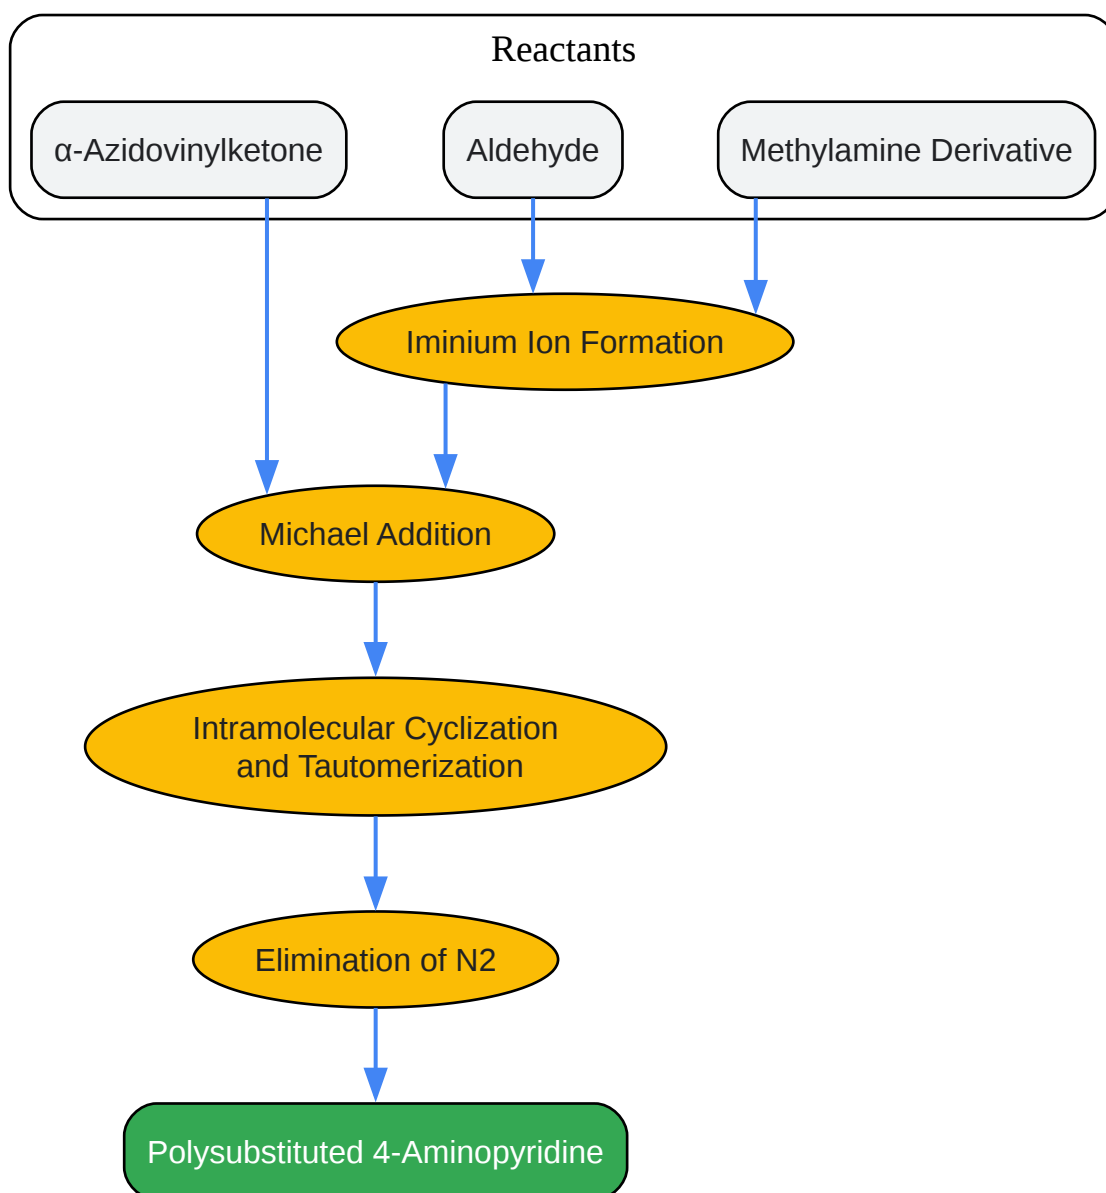 Reactants
α-Azidovinylketone
Aldehyde
Methylamine Derivative
Iminium Ion Formation
Michael Addition
Intramolecular Cyclization
and Tautomerization
Elimination of N2
Polysubstituted 4-Aminopyridine